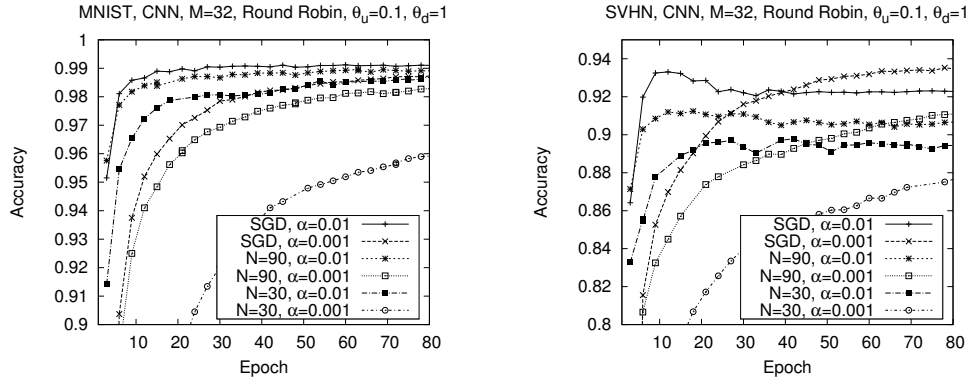 MNIST, CNN, M=32, Round Robin, θu=0.1, θd=1
1
0.99
0.98
0.97
0.96
0.95
0.94
0.93
0.92
0.91
0.9
Accuracy
SGD, α=0.01
SGD, α=0.001
N=90, α=0.01
N=90, α=0.001
N=30, α=0.01
N=30, α=0.001
10 20 30 40 50 60 70 80
Epoch
SVHN, CNN, M=32, Round Robin, θu=0.1, θd=1
0.94
0.92
0.9
0.88
0.86
0.84
0.82
0.8
Accuracy
SGD, α=0.01
SGD, α=0.001
N=90, α=0.01
N=90, α=0.001
N=30, α=0.01
N=30, α=0.001
10 20 30 40 50 60 70 80
Epoch